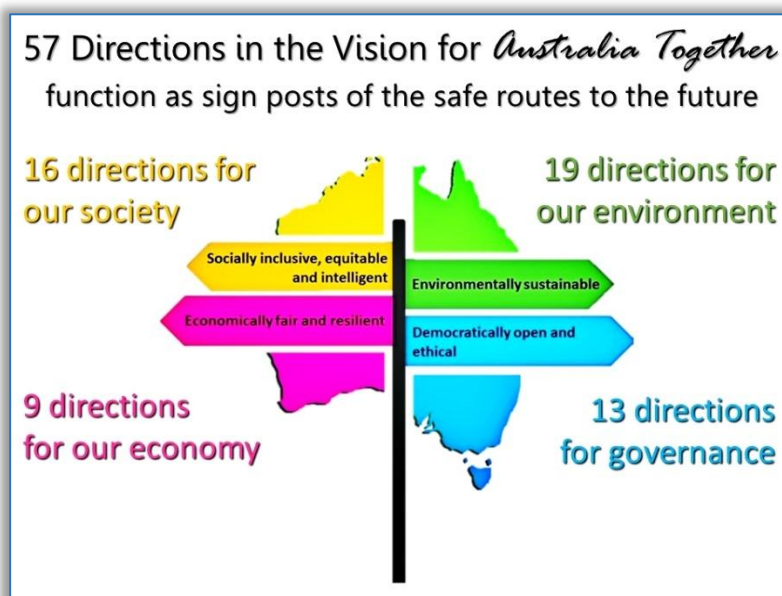 57 Directions in the Vision for Australia Together
function as sign posts of the safe routes to the future
16 directions for
our society
19 directions for
our environment
Socially inclusive, equitable
and intelligent
Environmentally sustainable
Economically fair and resilient
Democratically open and
ethical
9 directions
for our economy
13 directions
for governance